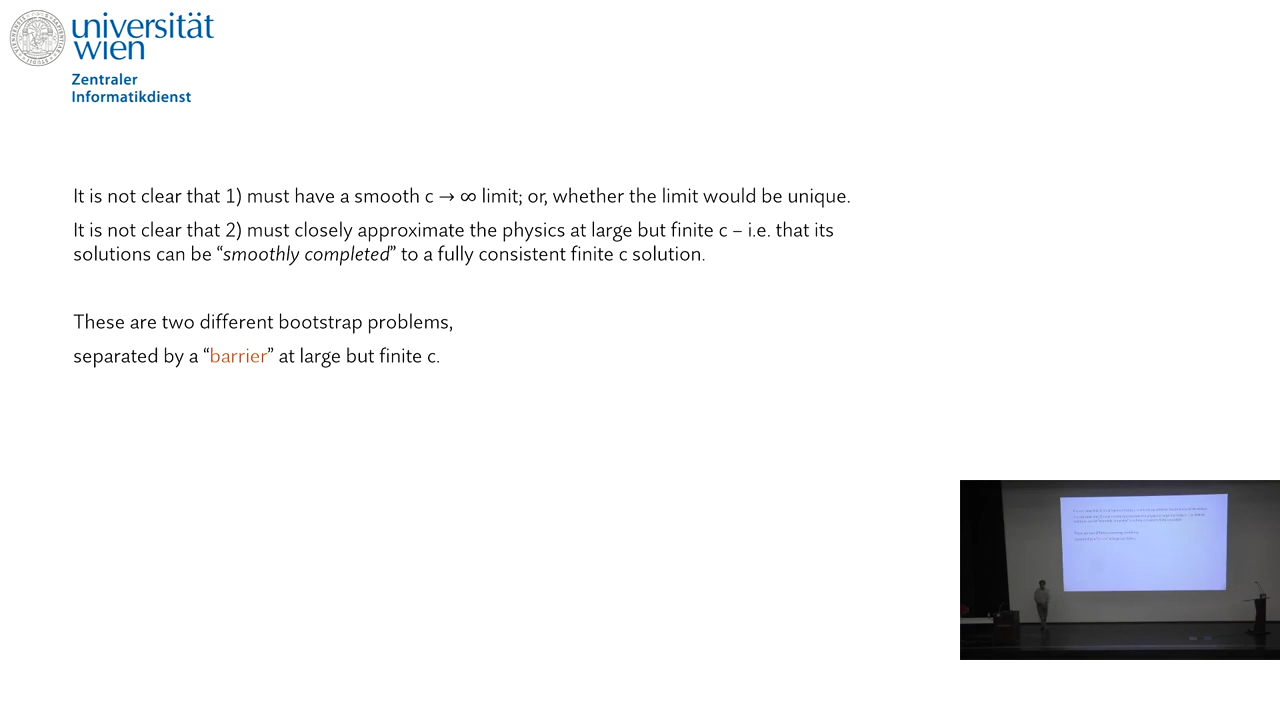 universität
wien
Zentraler
Informatikdienst
It is not clear that 1) must have a smooth c → ∞ limit; or, whether the limit would be unique.
It is not clear that 2) must closely approximate the physics at large but finite c – i.e. that its
solutions can be “smoothly completed” to a fully consistent finite c solution.
These are two different bootstrap problems,
separated by a “barrier” at large but finite c.